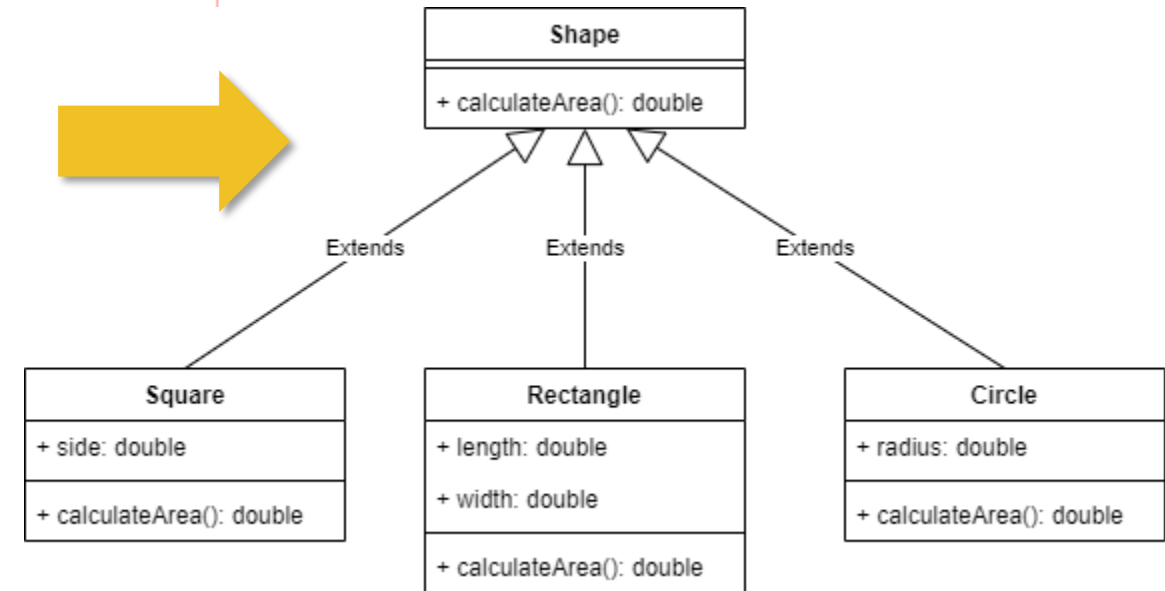 Shape
+ calculateArea(): double
Extends
Extends
Extends
Square
+ side: double
+ calculateArea(): double
Rectangle
+ length: double
+ width: double
+ calculateArea(): double
Circle
+ radius: double
+ calculateArea(): double